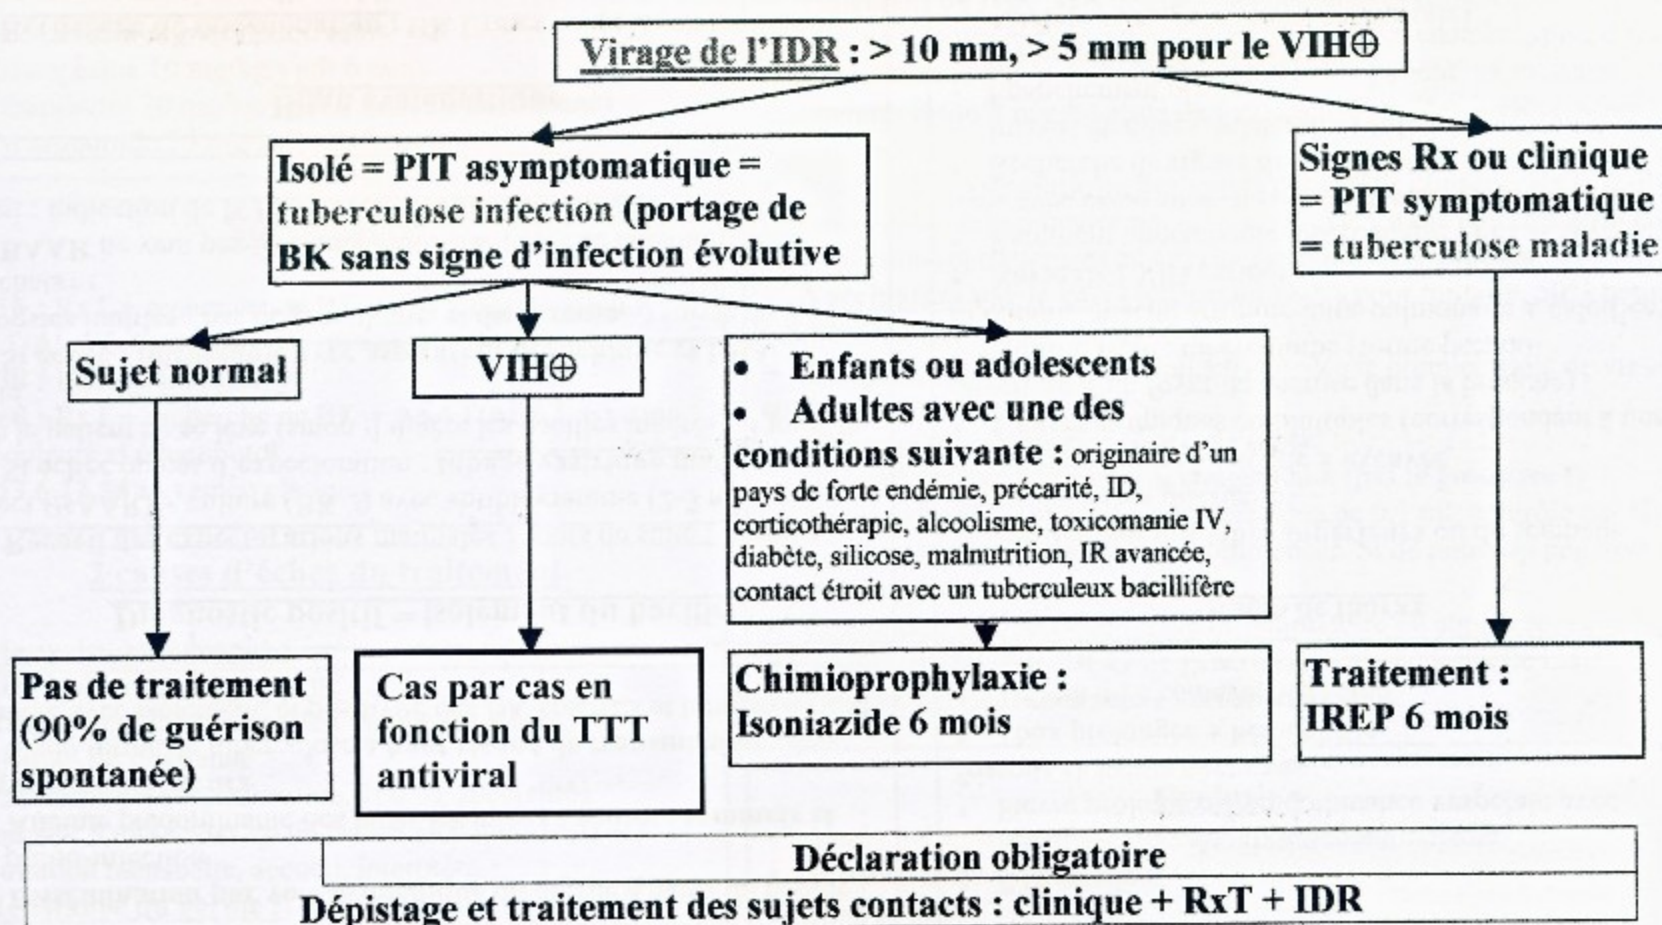 Virage de l'IDR : > 10 mm, > 5 mm pour le VIH⊕
Isolé = PIT asymptomatique =
tuberculose infection (portage de
BK sans signe d'infection évolutive
Signes Rx ou clinique
= PIT symptomatique
= tuberculose maladie
Sujet normal
VIH⊕
• Enfants ou adolescents
• Adultes avec une des
conditions suivante : originaire d'un
pays de forte endémie, précarité, ID,
corticothérapie, alcoolisme, toxicomanie IV,
diabète, silicose, malnutrition, IR avancée,
contact étroit avec un tuberculeux bacillifère
Pas de traitement
(90% de guérison
spontanée)
Cas par cas en
fonction du TTT
antiviral
Chimioprophylaxie :
Isoniazide 6 mois
Traitement :
IREP 6 mois
Déclaration obligatoire
Dépistage et traitement des sujets contacts : clinique + RxT + IDR